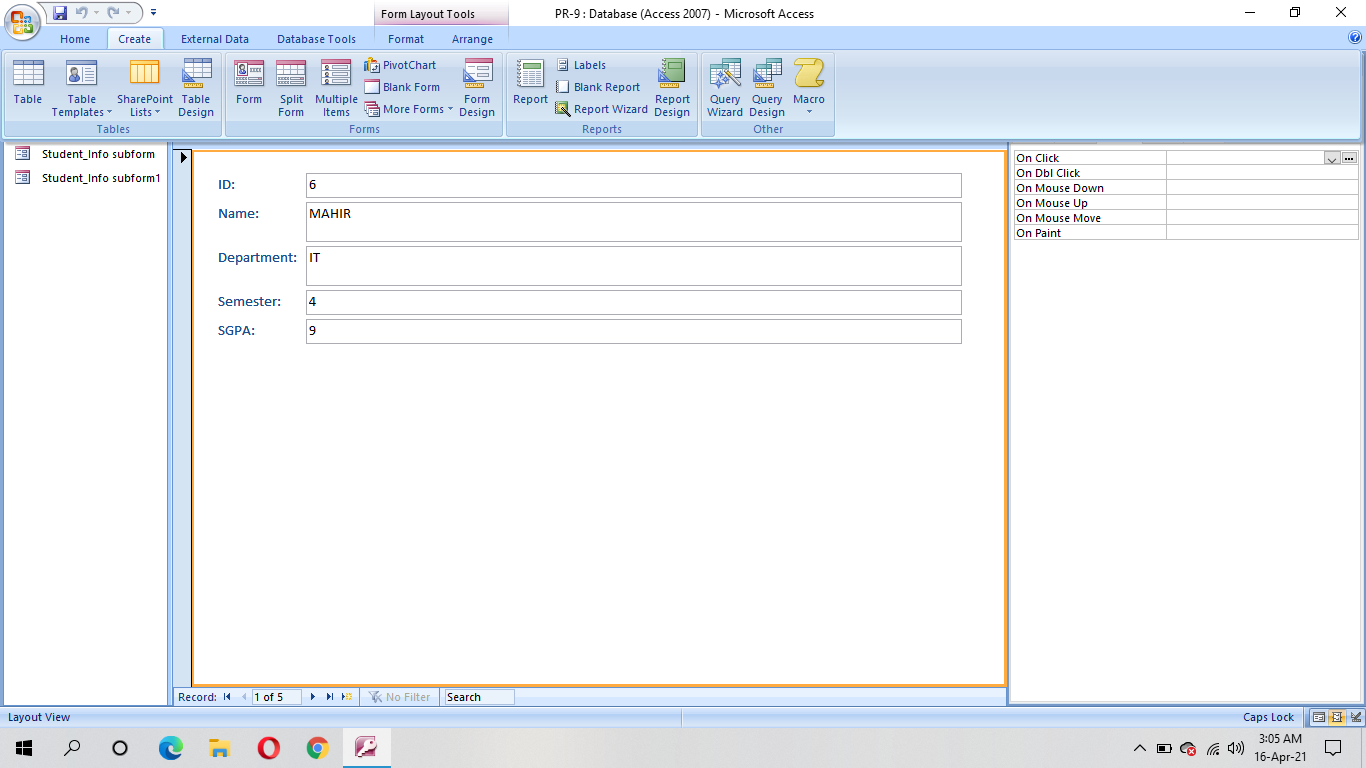 Form Layout Tools
PR-9 : Database (Access 2007) - Microsoft Access
Home Create External Data Database Tools Format Arrange
Table
Table Templates
SharePoint Lists
Table Design
Tables
Form
Split Form
Multiple Items
PivotChart
Blank Form
More Forms
Form Design
Forms
Report
Labels
Blank Report
Report Wizard
Report Design
Reports
Query Wizard
Query Design
Macro
Other
Student_Info subform
Student_Info subform1
ID: 6
Name: MAHIR
Department: IT
Semester: 4
SGPA: 9
On Click
On Dbl Click
On Mouse Down
On Mouse Up
On Mouse Move
On Paint
Record: 1 of 5 No Filter Search
Layout View Caps Lock
3:05 AM
16-Apr-21